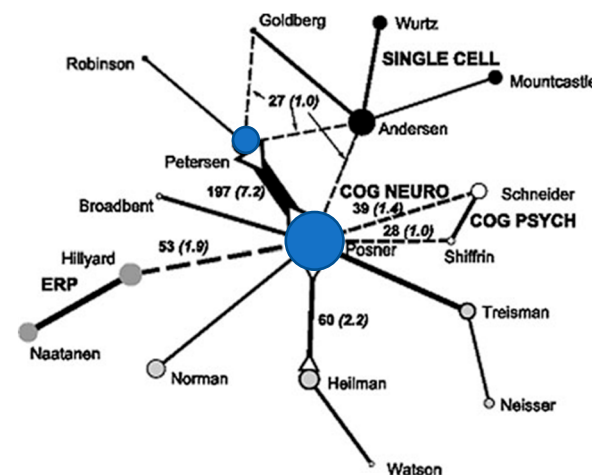 Goldberg
Wurtz
Robinson
SINGLE CELL
Mountcastle
27 (1.0)
Andersen
Petersen
197 (7.2)
COG NEURO
Schneider
Broadbent
39 (1.4)
COG PSYCH
28 (1.0)
53 (1.9)
Posner
Shiffrin
Hillyard
ERP
Treisman
60 (2.2)
Naatanen
Norman
Heilman
Neisser
Watson